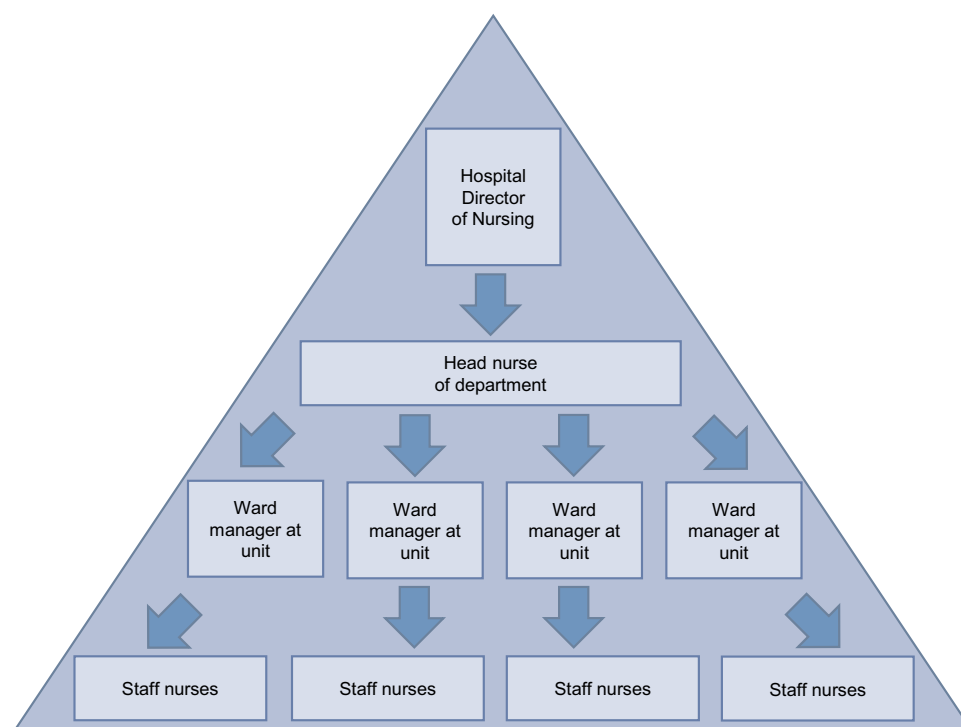 Hospital
Director
of Nursing
Head nurse
of department
Ward
manager at
unit
Ward
manager at
unit
Ward
manager at
unit
Ward
manager at
unit
Staff nurses
Staff nurses
Staff nurses
Staff nurses